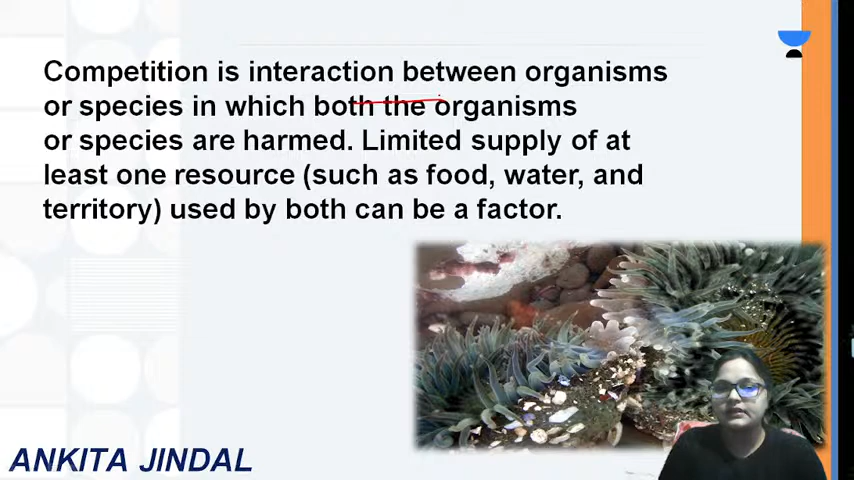 Competition is interaction between organisms
or species in which both the organisms
or species are harmed. Limited supply of at
least one resource (such as food, water, and
territory) used by both can be a factor.
ANKITA JINDAL